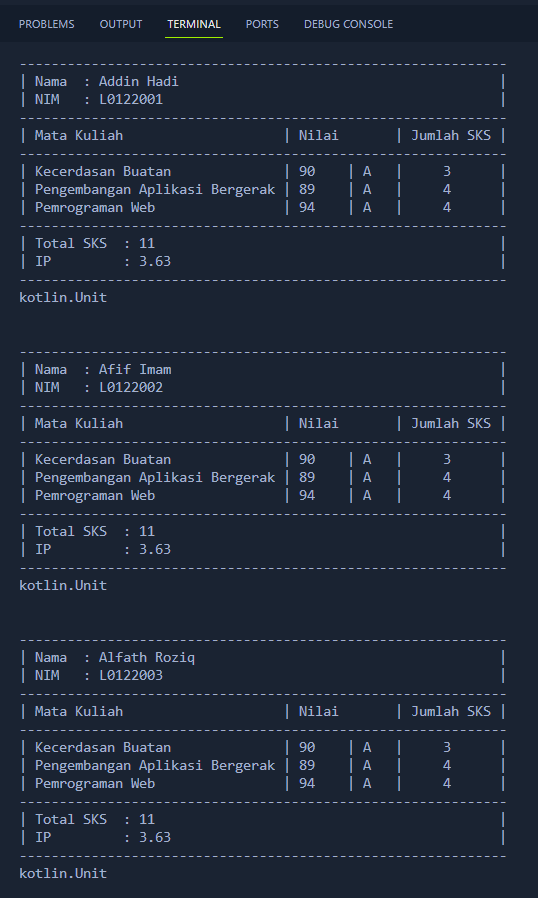 PROBLEMS OUTPUT TERMINAL PORTS DEBUG CONSOLE
-------------------------------------------------------------
| Nama  : Addin Hadi                                        |
| NIM   : L0122001                                          |
-------------------------------------------------------------
| Mata Kuliah                    | Nilai       | Jumlah SKS |
-------------------------------------------------------------
| Kecerdasan Buatan              | 90    | A   |     3      |
| Pengembangan Aplikasi Bergerak | 89    | A   |     4      |
| Pemrograman Web                | 94    | A   |     4      |
-------------------------------------------------------------
| Total SKS  : 11                                           |
| IP         : 3.63                                         |
-------------------------------------------------------------
kotlin.Unit
-------------------------------------------------------------
| Nama  : Afif Imam                                         |
| NIM   : L0122002                                          |
-------------------------------------------------------------
| Mata Kuliah                    | Nilai       | Jumlah SKS |
-------------------------------------------------------------
| Kecerdasan Buatan              | 90    | A   |     3      |
| Pengembangan Aplikasi Bergerak | 89    | A   |     4      |
| Pemrograman Web                | 94    | A   |     4      |
-------------------------------------------------------------
| Total SKS  : 11                                           |
| IP         : 3.63                                         |
-------------------------------------------------------------
kotlin.Unit
-------------------------------------------------------------
| Nama  : Alfath Roziq                                      |
| NIM   : L0122003                                          |
-------------------------------------------------------------
| Mata Kuliah                    | Nilai       | Jumlah SKS |
-------------------------------------------------------------
| Kecerdasan Buatan              | 90    | A   |     3      |
| Pengembangan Aplikasi Bergerak | 89    | A   |     4      |
| Pemrograman Web                | 94    | A   |     4      |
-------------------------------------------------------------
| Total SKS  : 11                                           |
| IP         : 3.63                                         |
-------------------------------------------------------------
kotlin.Unit